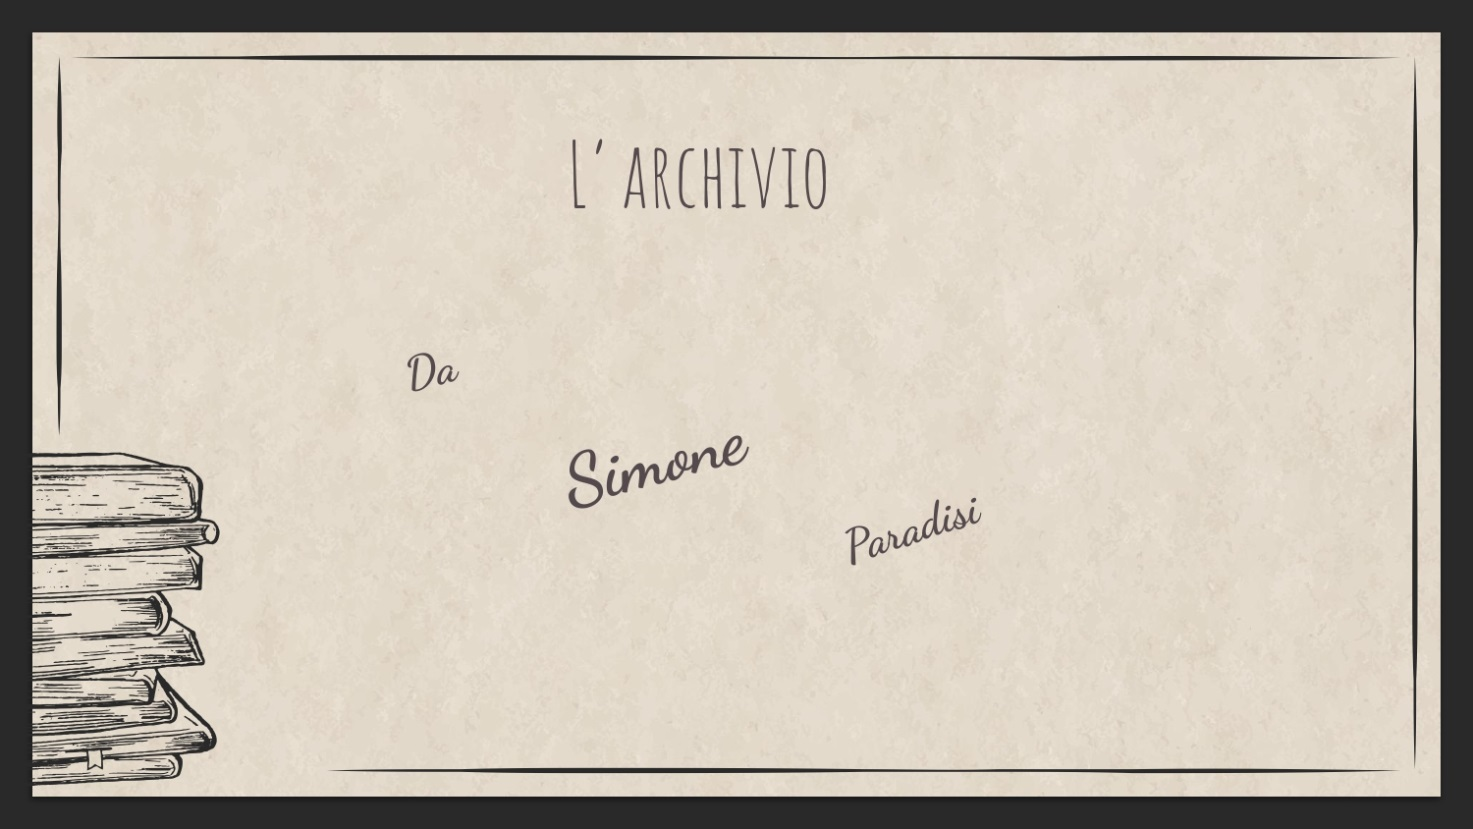 L' ARCHIVIO
Da
Simone
Paradisi